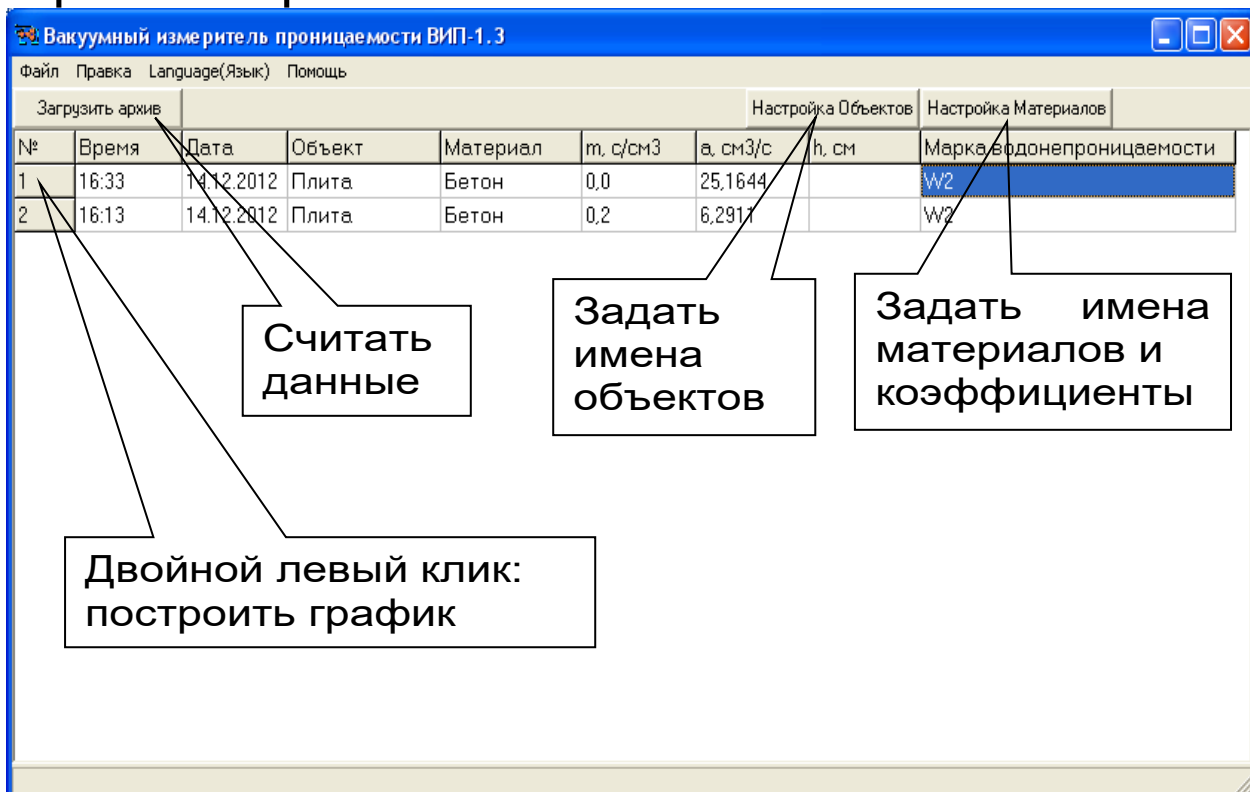 Вакуумный измеритель проницаемости ВИП-1.3
Файл Правка Language(Язык) Помощь
Загрузить архив Настройка Объектов Настройка Материалов
№ Время Дата Объект Материал m, с/см3 a, см3/с h, см Марка водонепроницаемости
1 16:33 14.12.2012 Плита Бетон 0,0 25,1644 W2
2 16:13 14.12.2012 Плита Бетон 0,2 6,2911 W2
Считать
данные
Задать
имена
объектов
Задать имена
материалов и
коэффициенты
Двойной левый клик:
построить график